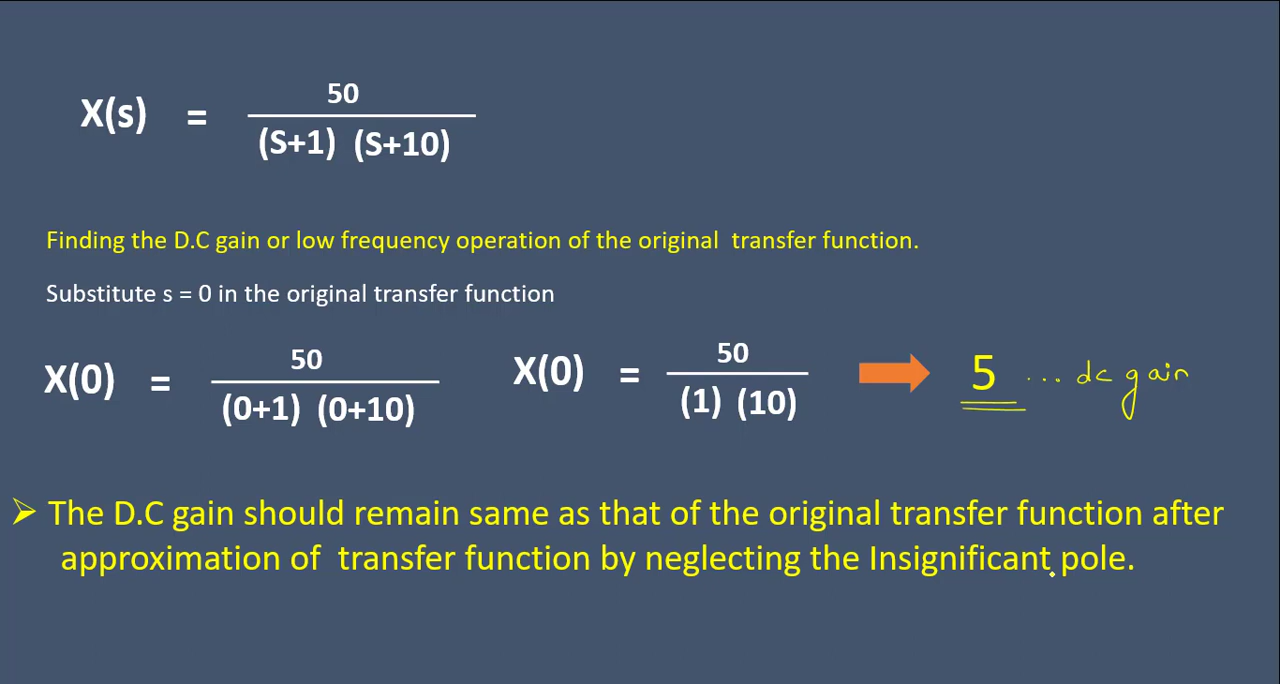 X(s) = 50
(S+1) (S+10)
Finding the D.C gain or low frequency operation of the original transfer function.
Substitute s = 0 in the original transfer function
X(0) = 50
(0+1) (0+10)
X(0) = 50
(1) (10)
5 ... dc gain
➢ The D.C gain should remain same as that of the original transfer function after
approximation of transfer function by neglecting the Insignificant pole.